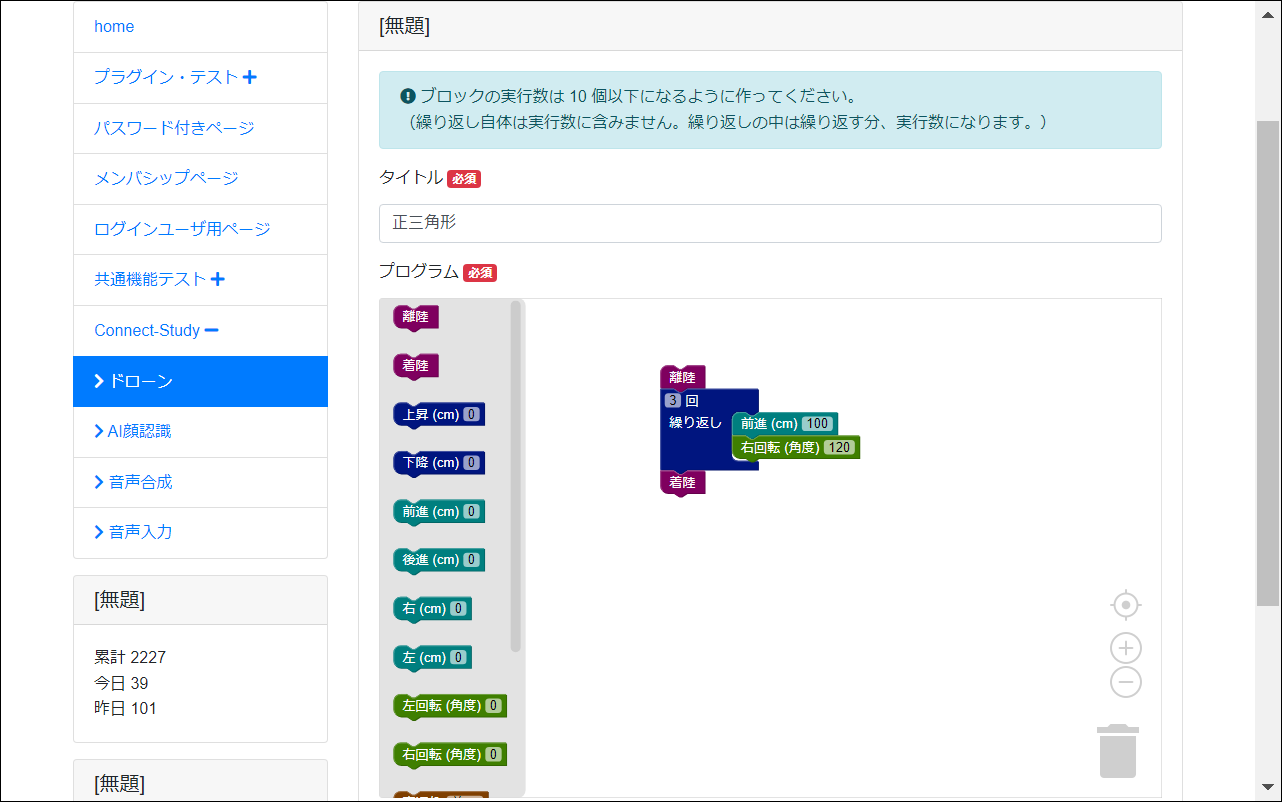 home
プラグイン・テスト
パスワード付きページ
メンバシップページ
ログインユーザ用ページ
共通機能テスト
Connect-Study
ドローン
AI顔認識
音声合成
音声入力
[無題]
累計 2227
今日 39
昨日 101
[無題]
[無題]
ブロックの実行数は 10 個以下になるように作ってください。
（繰り返し自体は実行数に含みません。繰り返しの中は繰り返す分、実行数になります。）
タイトル 必須
正三角形
プログラム 必須
離陸
着陸
上昇 (cm) 0
下降 (cm) 0
前進 (cm) 0
後進 (cm) 0
右 (cm) 0
左 (cm) 0
左回転 (角度) 0
右回転 (角度) 0
離陸
3 回
繰り返し
前進 (cm) 100
右回転 (角度) 120
着陸